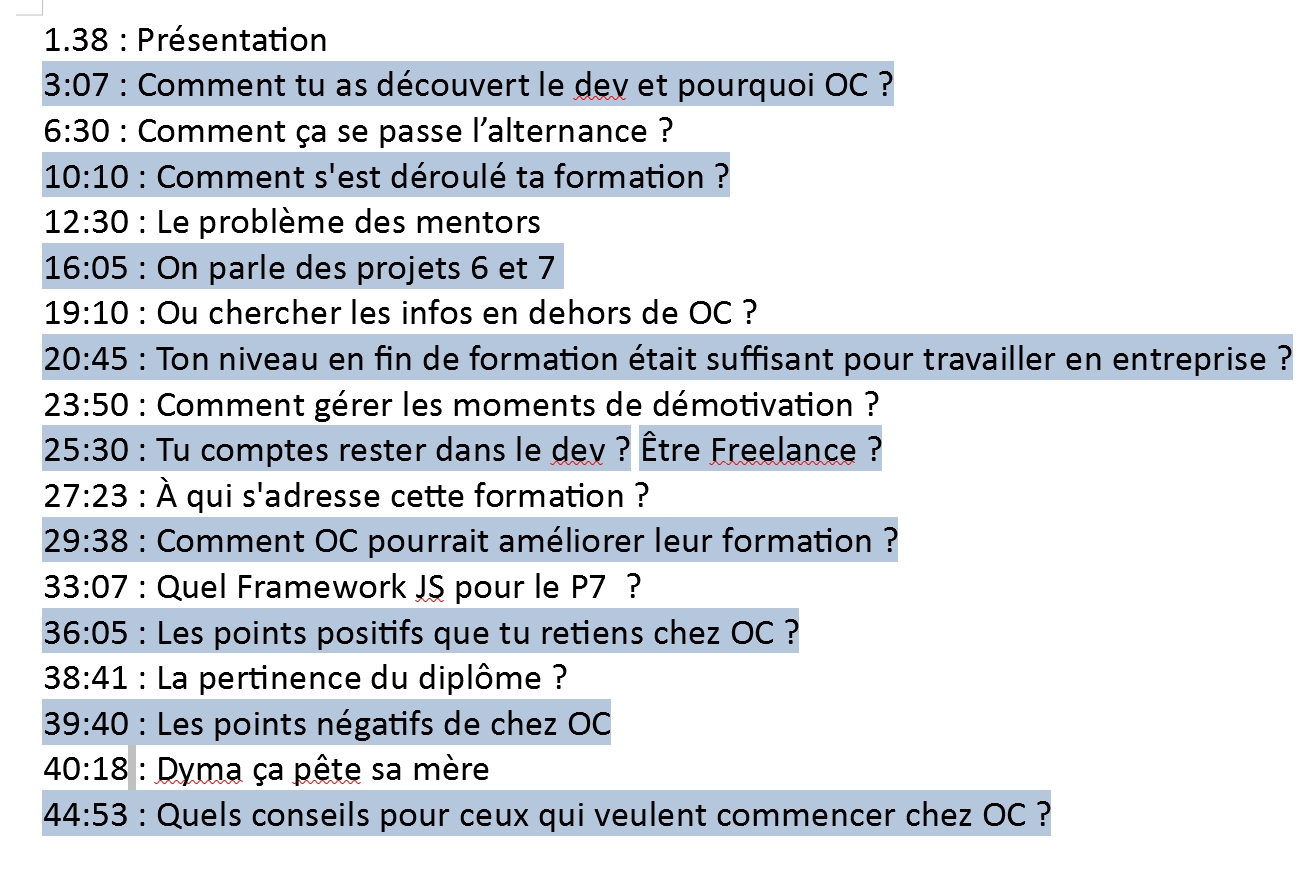 1.38 : Présentation
3:07 : Comment tu as découvert le dev et pourquoi OC ?
6:30 : Comment ça se passe l’alternance ?
10:10 : Comment s'est déroulé ta formation ?
12:30 : Le problème des mentors
16:05 : On parle des projets 6 et 7
19:10 : Ou chercher les infos en dehors de OC ?
20:45 : Ton niveau en fin de formation était suffisant pour travailler en entreprise ?
23:50 : Comment gérer les moments de démotivation ?
25:30 : Tu comptes rester dans le dev ? Être Freelance ?
27:23 : À qui s'adresse cette formation ?
29:38 : Comment OC pourrait améliorer leur formation ?
33:07 : Quel Framework JS pour le P7  ?
36:05 : Les points positifs que tu retiens chez OC ?
38:41 : La pertinence du diplôme ?
39:40 : Les points négatifs de chez OC
40:18 : Dyma ça pête sa mère
44:53 : Quels conseils pour ceux qui veulent commencer chez OC ?